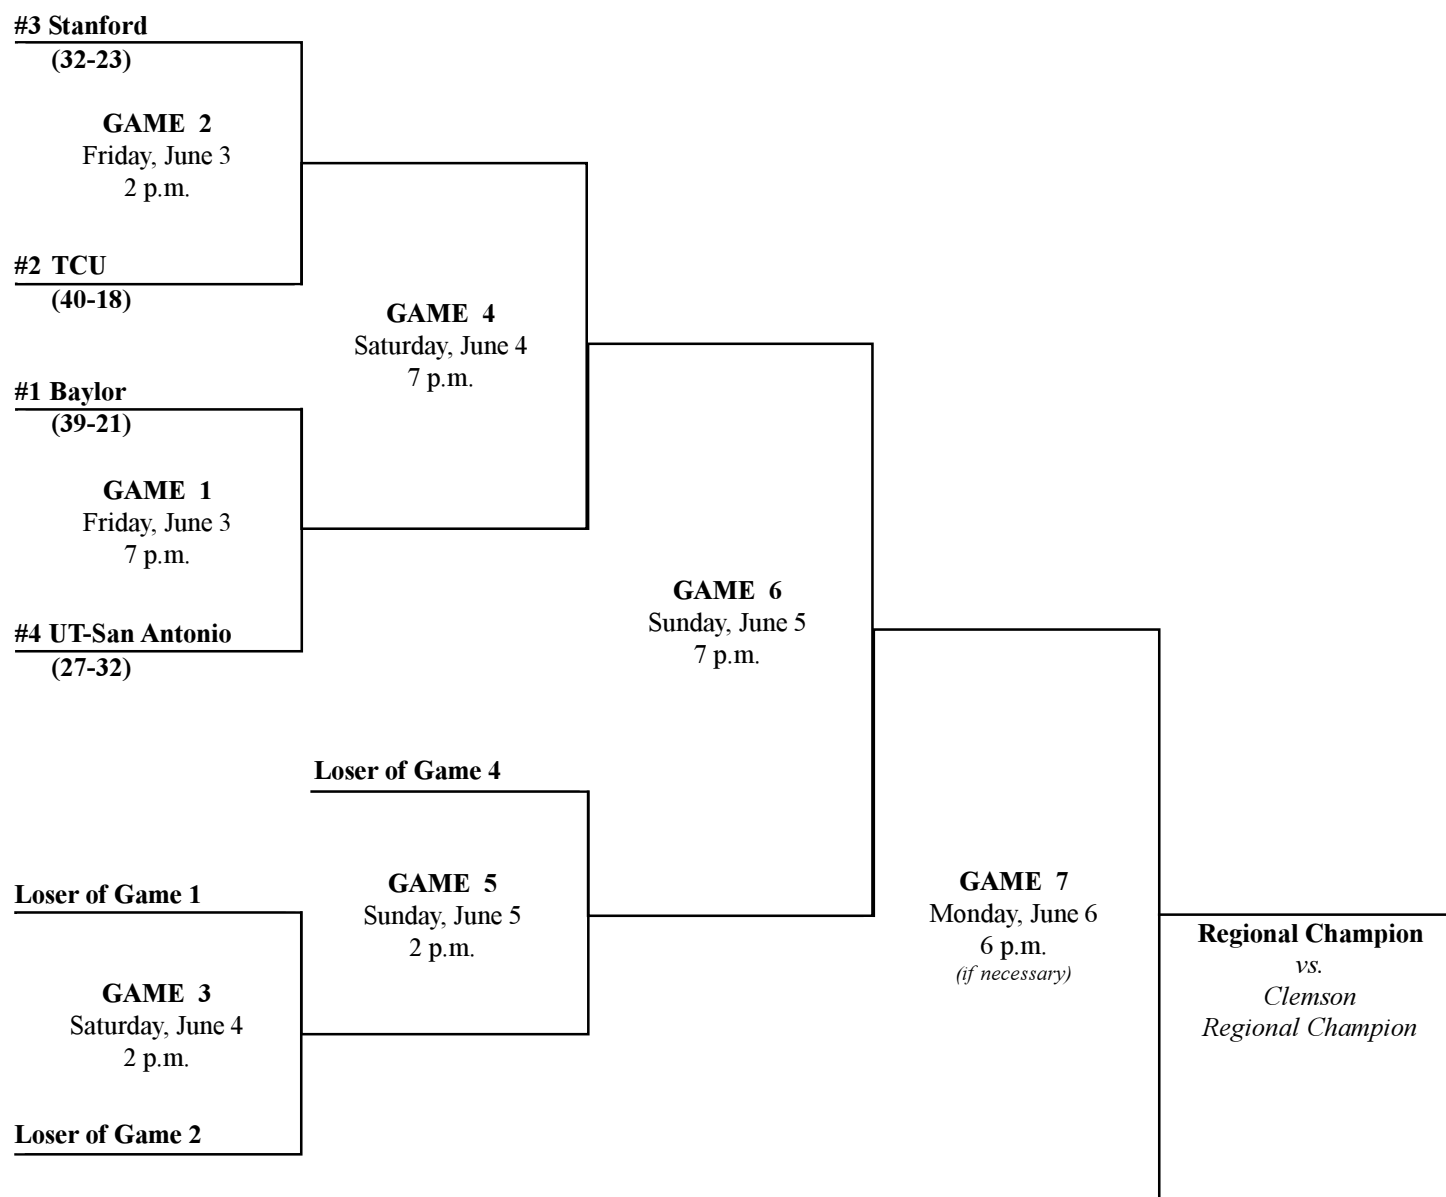 #3 Stanford
(32-23)
GAME 2
Friday, June 3
2 p.m.
#2 TCU
(40-18)
GAME 4
Saturday, June 4
7 p.m.
#1 Baylor
(39-21)
GAME 1
Friday, June 3
7 p.m.
#4 UT-San Antonio
(27-32)
GAME 6
Sunday, June 5
7 p.m.
Loser of Game 4
GAME 5
Sunday, June 5
2 p.m.
Loser of Game 1
GAME 3
Saturday, June 4
2 p.m.
Loser of Game 2
GAME 7
Monday, June 6
6 p.m.
(if necessary)
Regional Champion
vs.
Clemson
Regional Champion